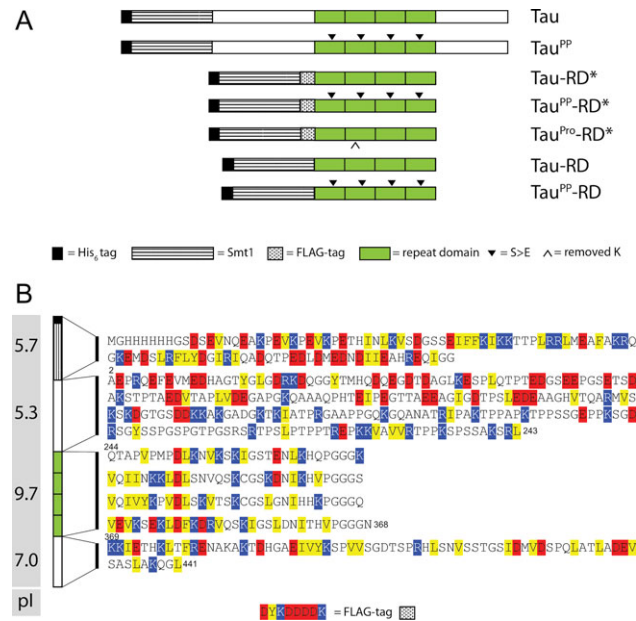 A
Tau
Tau^PP
Tau-RD*
Tau^PP-RD*
Tau^Pro-RD*
Tau-RD
Tau^PP-RD
= His6 tag = Smt1 = FLAG-tag = repeat domain = S>E = removed K
B
5.7
MGHHHHHHGSDSEVNQEAKPEVKPEVKPETHINLKVSDGSSEIFFKIKKTTPLRRLMEAFAKRQ
GKEMDSLRFLYDGIRIQADQTPEDLDMEDNDIIEAHREQIGG
2
5.3
AEPRQEFEVMEDHAGTYGLGDRKDQGGYTMHQDQEGDTDAGLKESPLQTPTEDGSEEPGSETSD
AKSTPTAEDVTAPLVDEGAPGKQAAAQPHTEIPEGTTAEEAGIGDTPSLEDEAAGHVTQARMVS
KSKDGTGSDDKKAKGADGKTKIATPRGAAPPGQKGQANATRIPAKTPPAPKTPPSSGEPPKSGD
RSGYSSPGSPGTPGSRSRTPSLPTPPTREPKKVAVVRTPPKSPSSAKSRL 243
244
9.7
QTAPVPMPDLKNVKSKIGSTENLKHQPGGGK
VQIINKKLDLSNVQSKCGSKDNIKHVPGGGS
VQIVYKPVDLSKVTSKCGSLGNIHHKPGGGQ
VEVKSEKLDFKDRVQSKIGSLDNITHVPGGGN 368
369
7.0
KKIETHKLTFRENAKAKTDHGAEIVYKSPVVSGDTSPRHLSNVSSTGSIDMVDSPQLATLADEV
SASLAKQGL 441
pI
DYKDDDDK = FLAG-tag